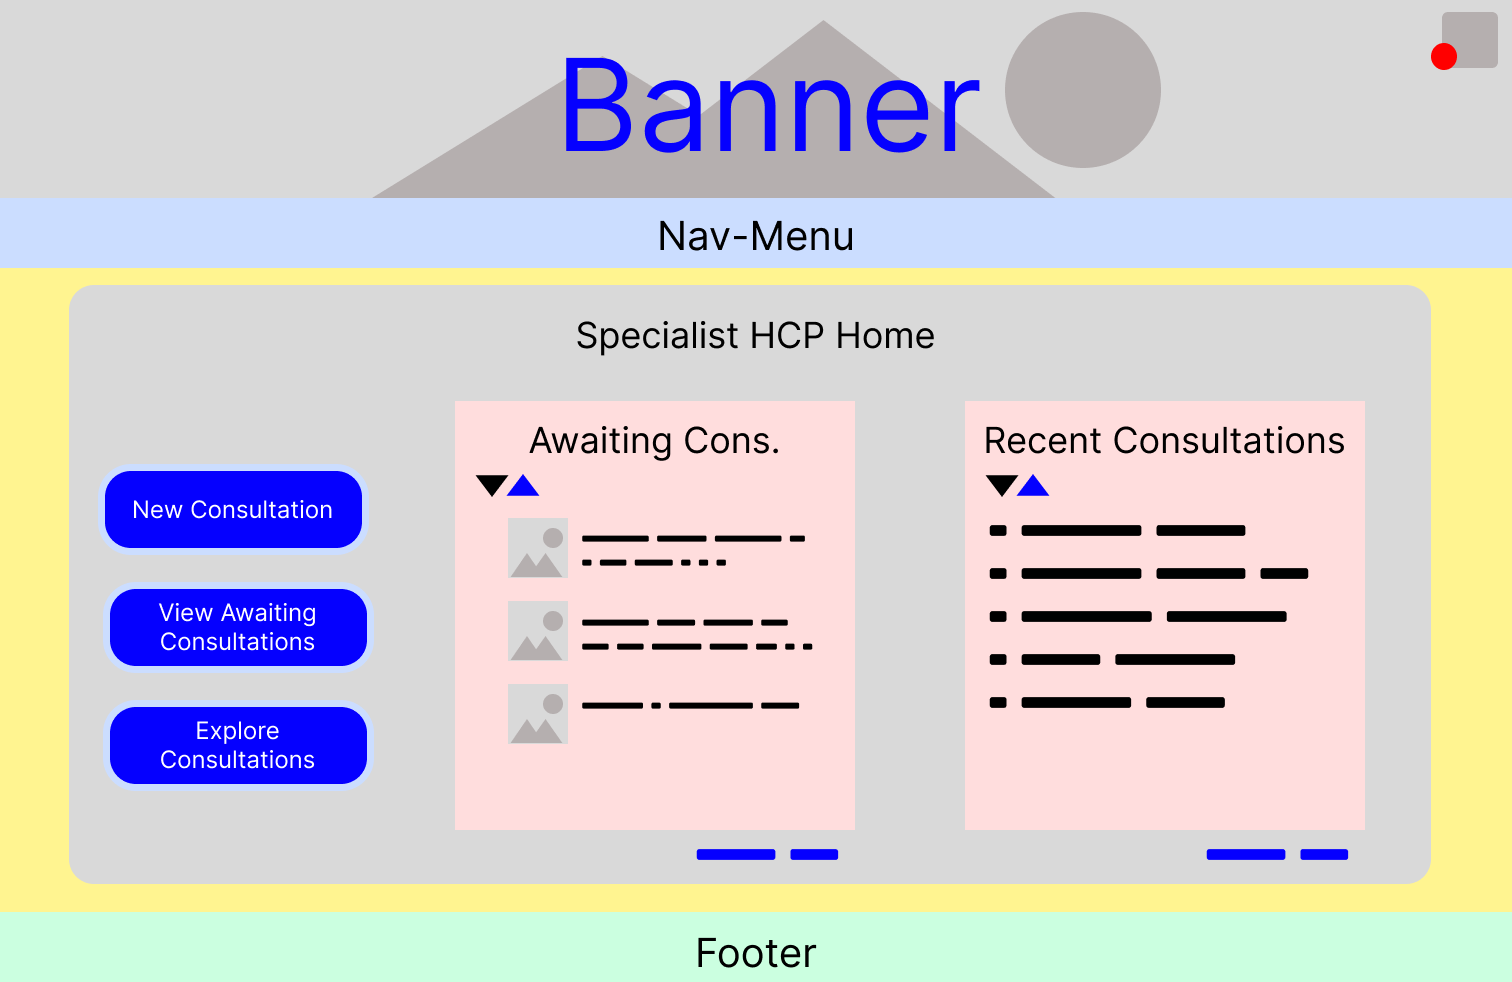 Banner
Nav-Menu
Specialist HCP Home
New Consultation
View Awaiting
Consultations
Explore
Consultations
Awaiting Cons.
Recent Consultations
Footer